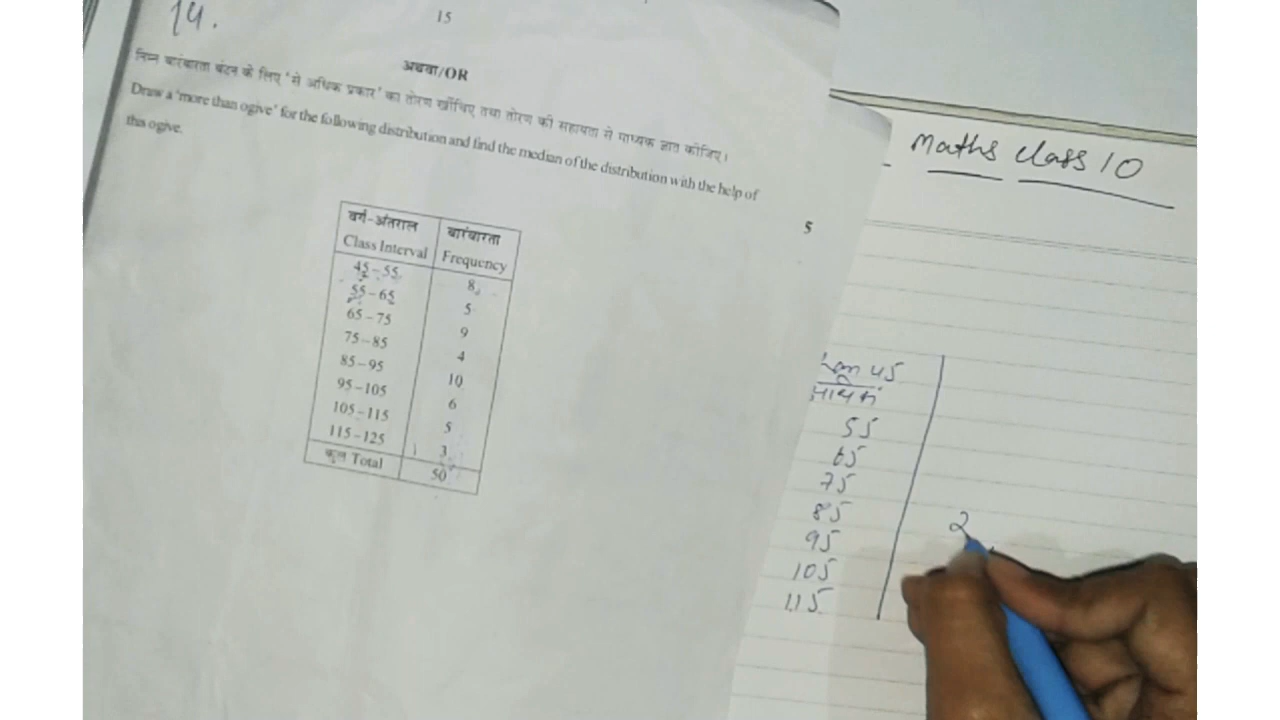 14.
15
अथवा/OR
निम्न बारंबारता बंटन के लिए 'से अधिक प्रकार' का तोरण खींचिए तथा तोरण की सहायता से माध्यक ज्ञात कीजिए।
Draw a 'more than ogive' for the following distribution and find the median of the distribution with the help of
this ogive.
5
वर्ग-अंतराल बारंबारता
Class Interval Frequency
45-55 8
55-65 5
65-75 9
75-85 4
85-95 10
95-105 6
105-115 5
115-125 3
कुल Total 50
Maths Class 10
45
55
65
75
85
95
105
115
2